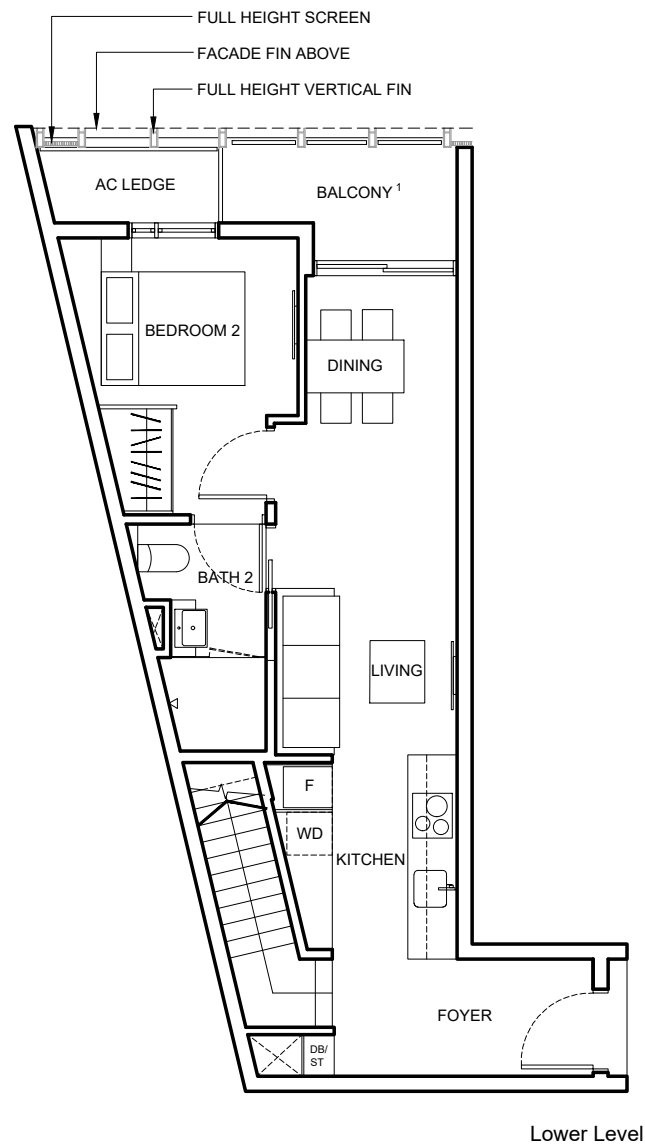 FULL HEIGHT SCREEN
FACADE FIN ABOVE
FULL HEIGHT VERTICAL FIN
AC LEDGE
BALCONY 1
BEDROOM 2
DINING
BATH 2
LIVING
F
WD
KITCHEN
FOYER
DB/
ST
Lower Level